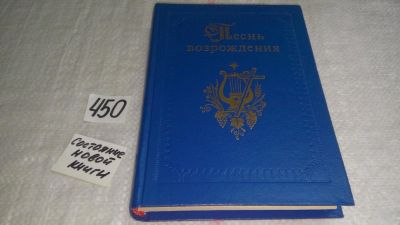 Песнь
возрождения
450
состояние
новой
книги